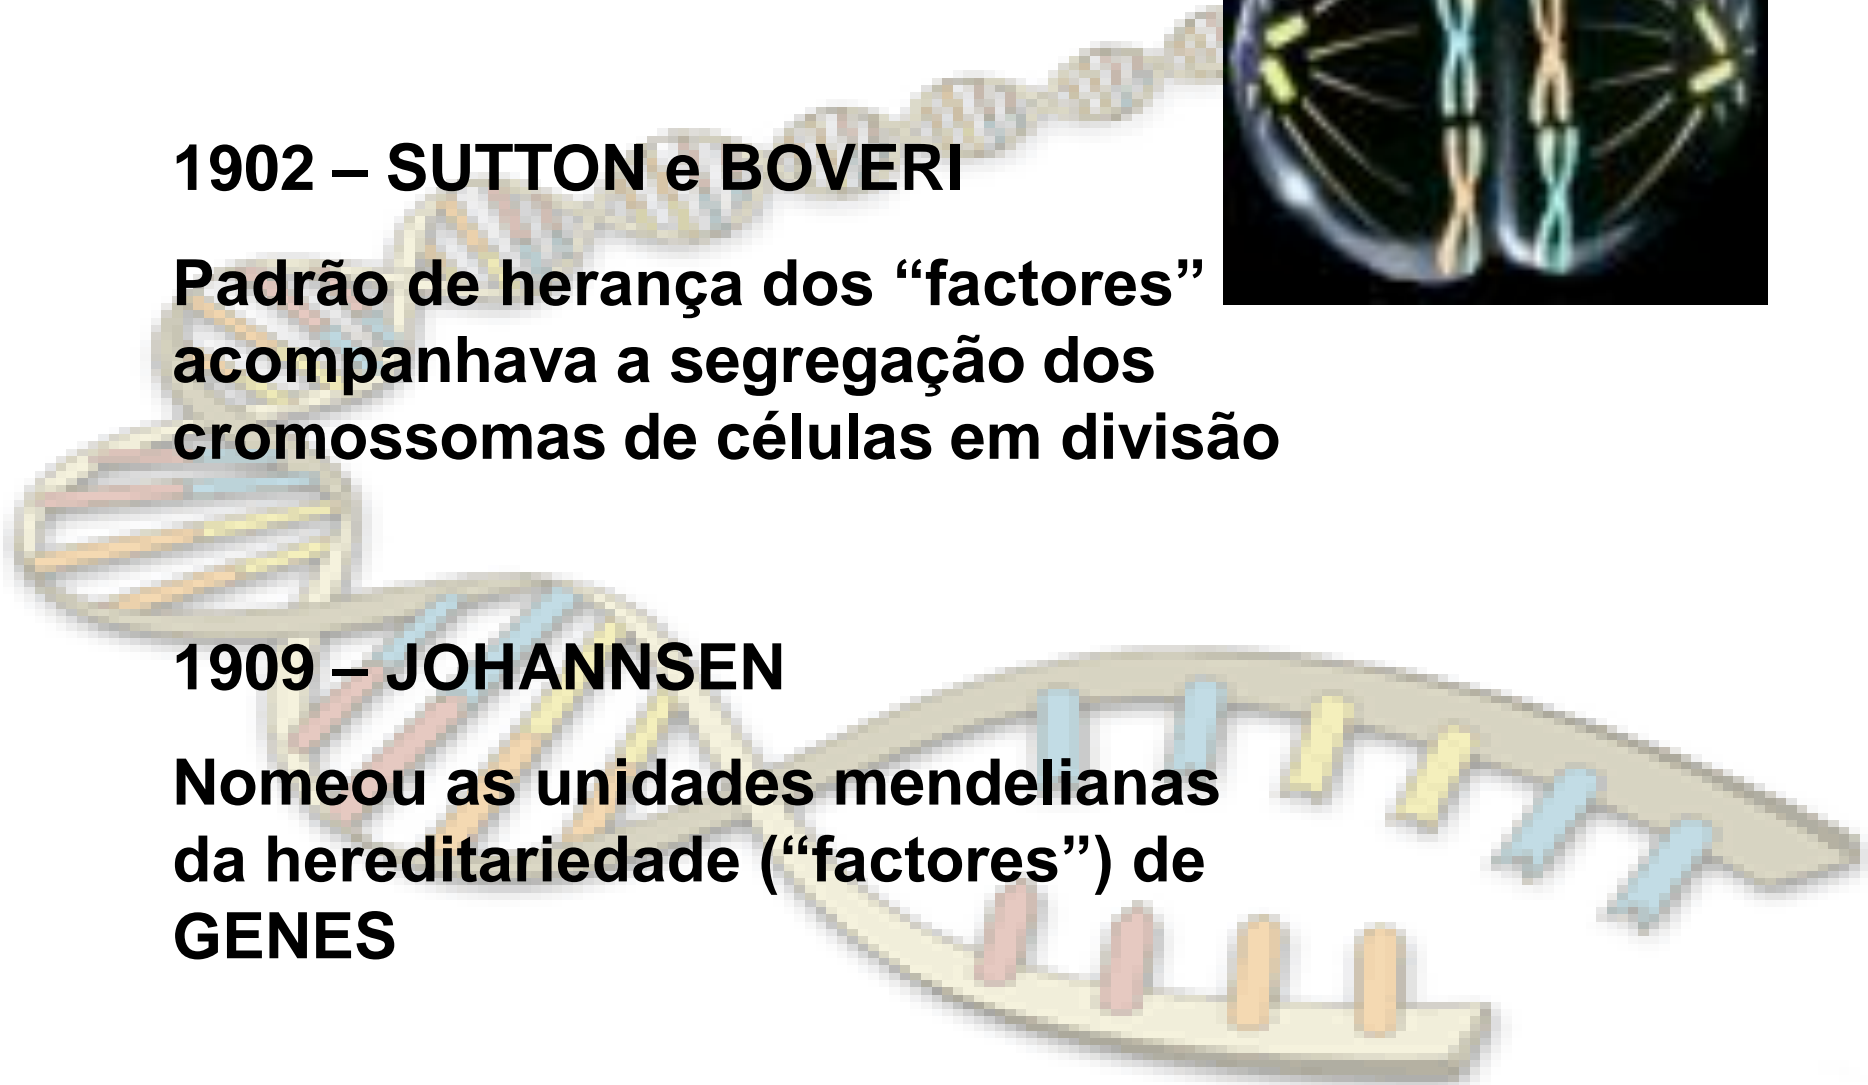 1902 – SUTTON e BOVERI
Padrão de herança dos “factores”
acompanhava a segregação dos
cromossomas de células em divisão
1909 – JOHANNSEN
Nomeou as unidades mendelianas
da hereditariedade (“factores”) de
GENES